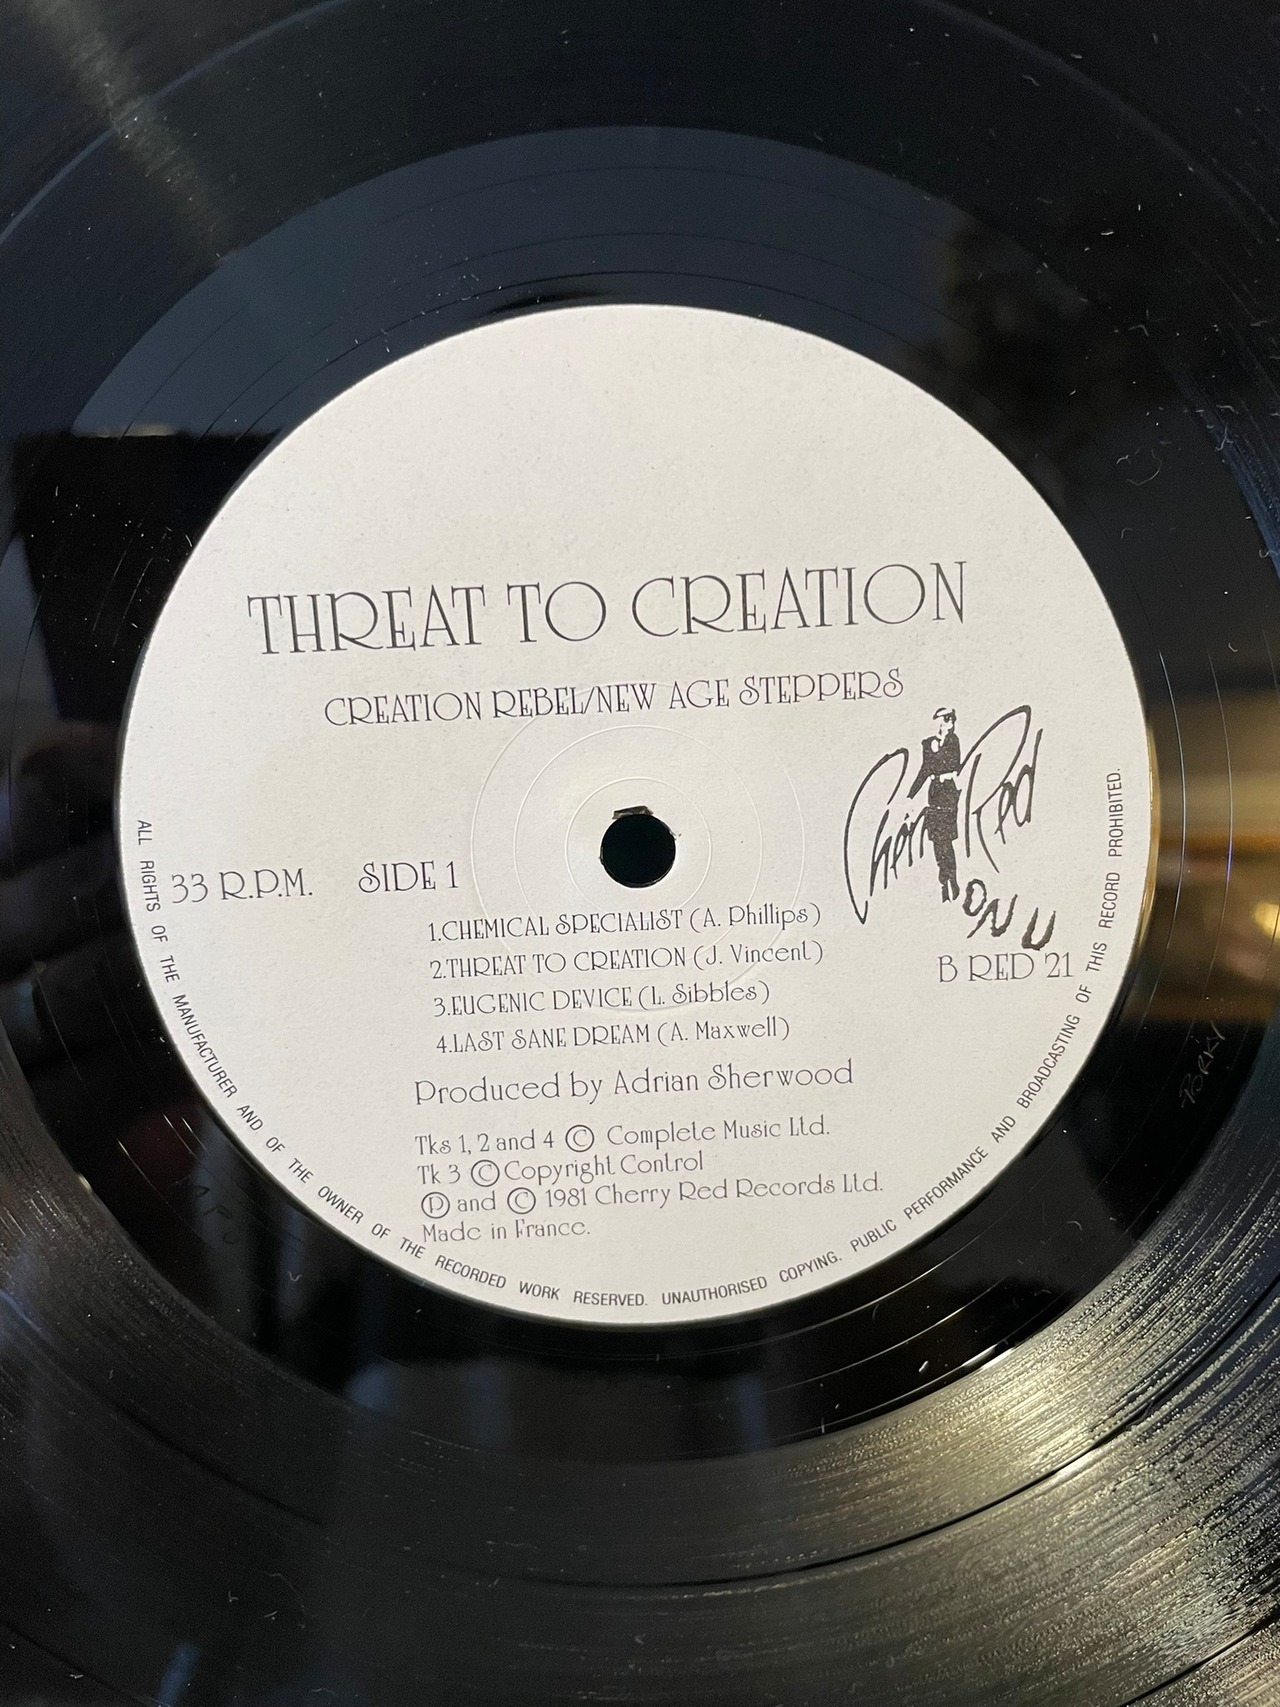 THREAT TO CREATION
CREATION REBEL/NEW AGE STEPPERS
Cherry Red
ON U
B RED 21
33 R.P.M. SIDE 1
1.CHEMICAL SPECIALIST (A. Phillips)
2.THREAT TO CREATION (J. Vincent)
3.EUGENIC DEVICE (L. Sibbles)
4.LAST SANE DREAM (A. Maxwell)
Produced by Adrian Sherwood
Tks 1, 2 and 4 © Complete Music Ltd.
Tk 3 © Copyright Control
Ⓟ and © 1981 Cherry Red Records Ltd.
Made in France.
ALL RIGHTS OF THE MANUFACTURER AND OF THE OWNER OF THE RECORDED WORK RESERVED. UNAUTHORISED COPYING. PUBLIC PERFORMANCE AND BROADCASTING OF THIS RECORD PROHIBITED.
PORKY